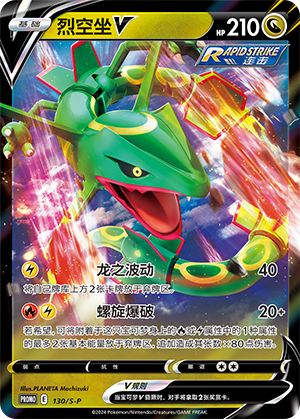 基础 烈空坐V HP 210
RAPID STRIKE
连击
龙之波动 40
将自己牌库上方2张卡牌放于弃牌区。
螺旋爆破 20+
若希望，可将附着于这只宝可梦身上的火或雷属性中的1种属性
的最多2张基本能量放于弃牌区，追加造成其张数×80点伤害。
弱点 抵抗力 撤退
V规则
当宝可梦V昏厥时，对手将拿取2张奖赏卡。
Illus.PLANETA Mochizuki
PROMO E 130/S-P
©2024 Pokémon/Nintendo/Creatures/GAME FREAK